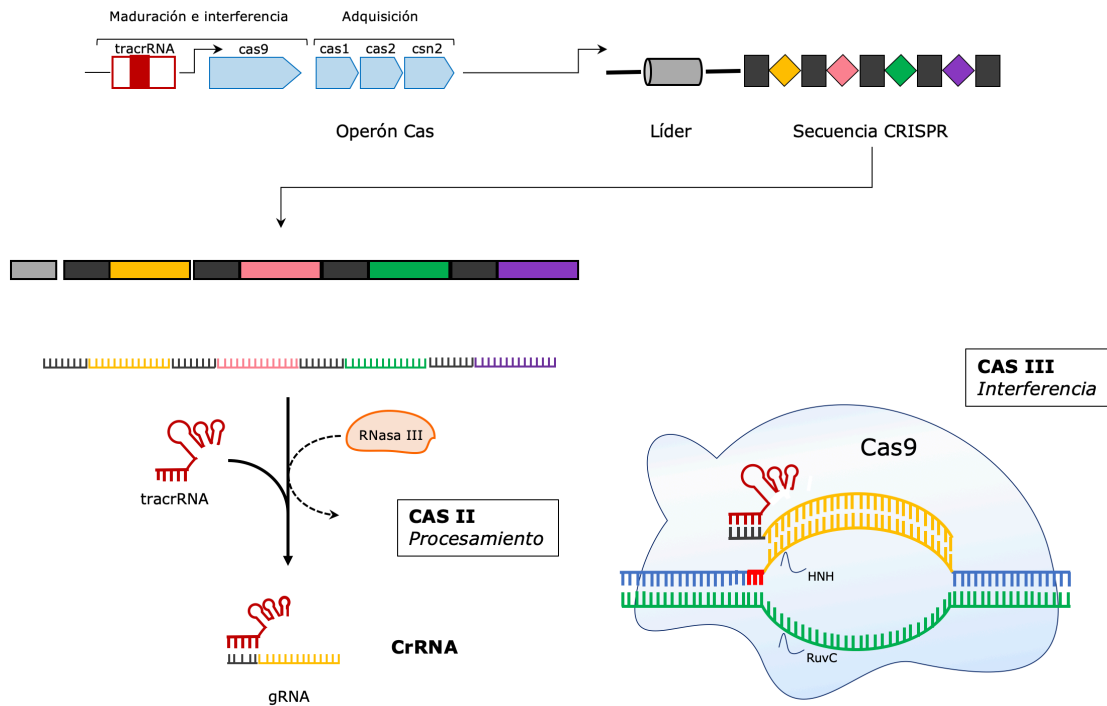 Maduración e interferencia
Adquisición
tracrRNA
cas9
cas1
cas2
csn2
Operón Cas
Líder
Secuencia CRISPR
CAS III
Interferencia
RNasa III
tracrRNA
Cas9
CAS II
Procesamiento
HNH
CrRNA
RuvC
gRNA